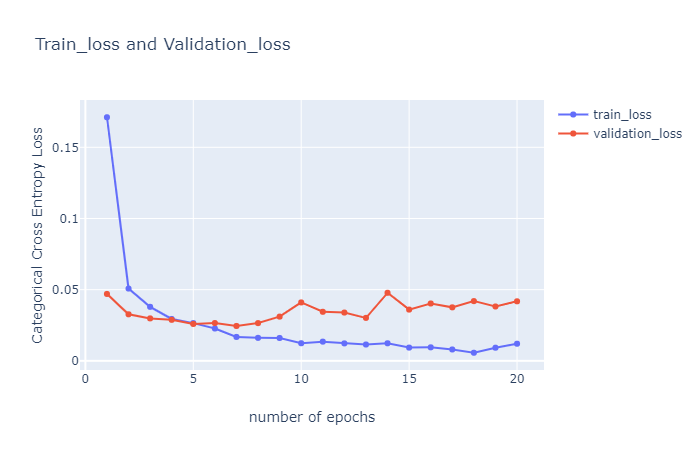 Train_loss and Validation_loss
train_loss
validation_loss
Categorical Cross Entropy Loss
0.15
0.1
0.05
0
0 5 10 15 20
number of epochs